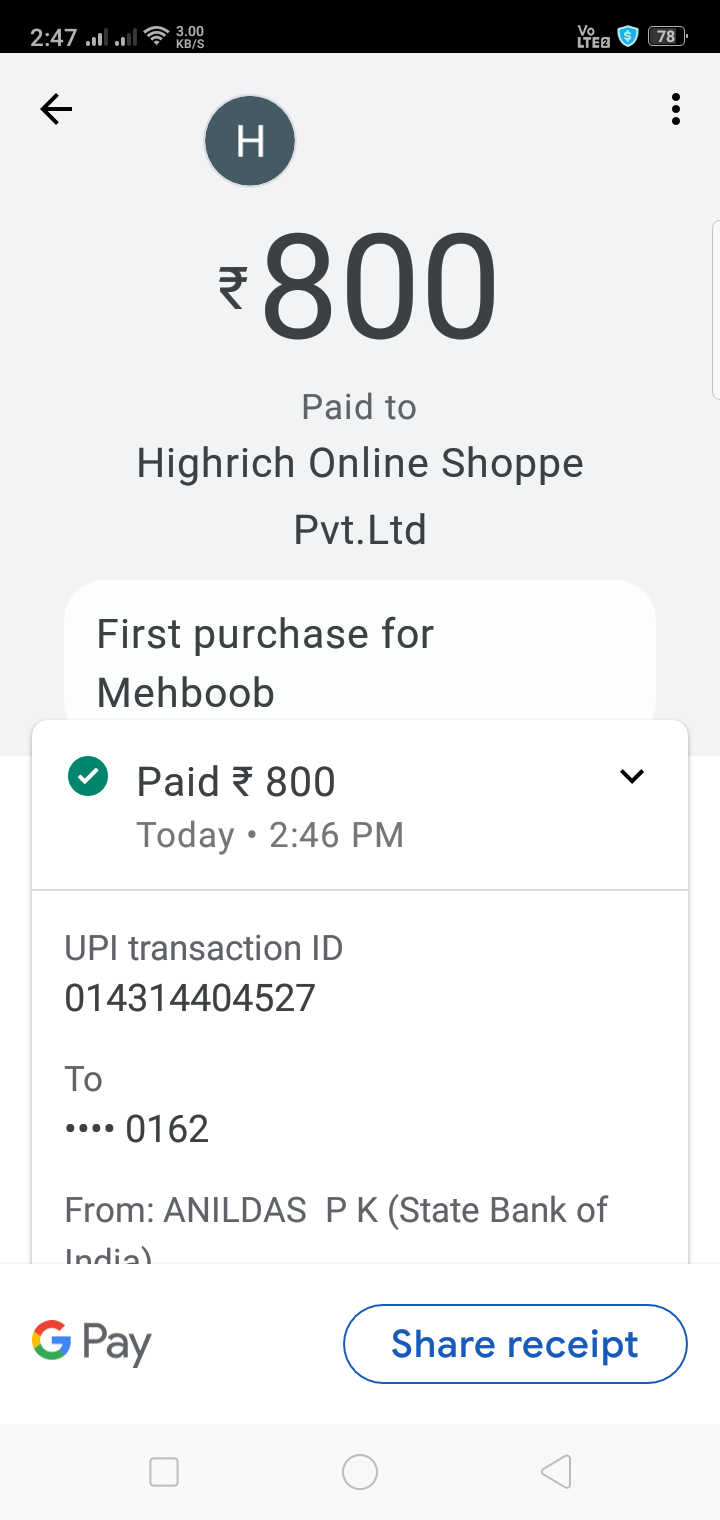 2:47
3.00
KB/S
Vo
LTE2
78
H
₹800
Paid to
Highrich Online Shoppe
Pvt.Ltd
First purchase for
Mehboob
Paid ₹ 800
Today • 2:46 PM
UPI transaction ID
014314404527
To
•••• 0162
From: ANILDAS  P K (State Bank of
India)
G Pay
Share receipt